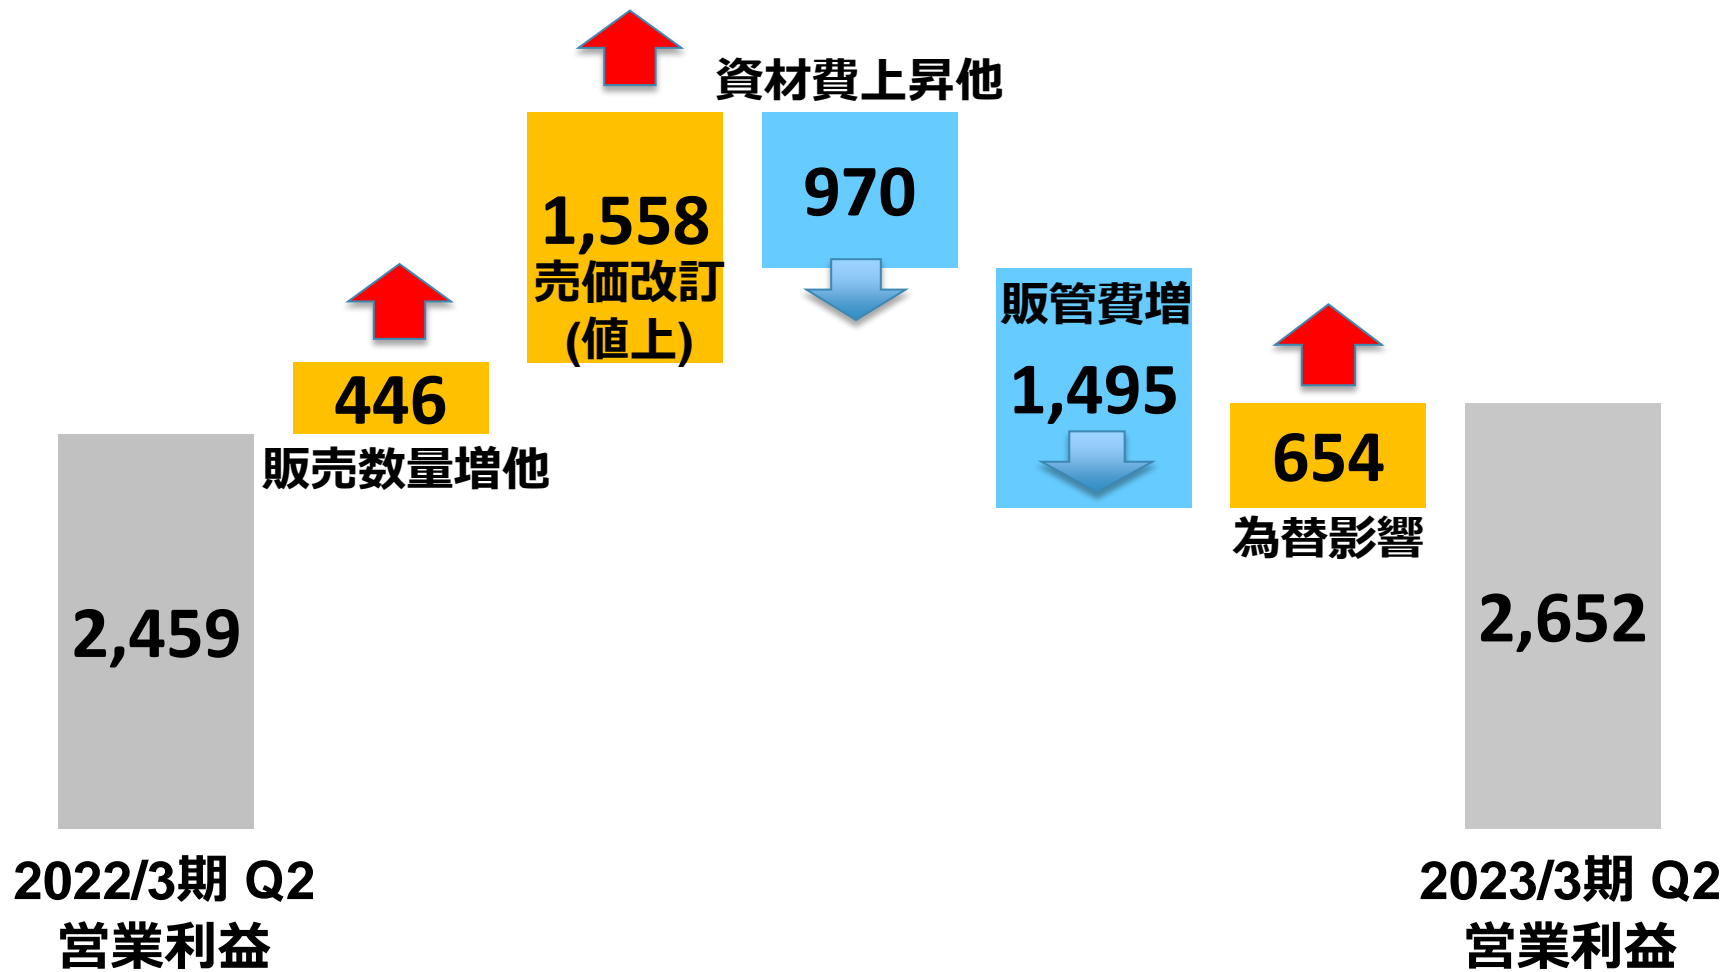 資材費上昇他
970
1,558
売価改訂
(値上)
販管費増
1,495
446
販売数量増他
654
為替影響
2,459
2,652
2022/3期 Q2
営業利益
2023/3期 Q2
営業利益